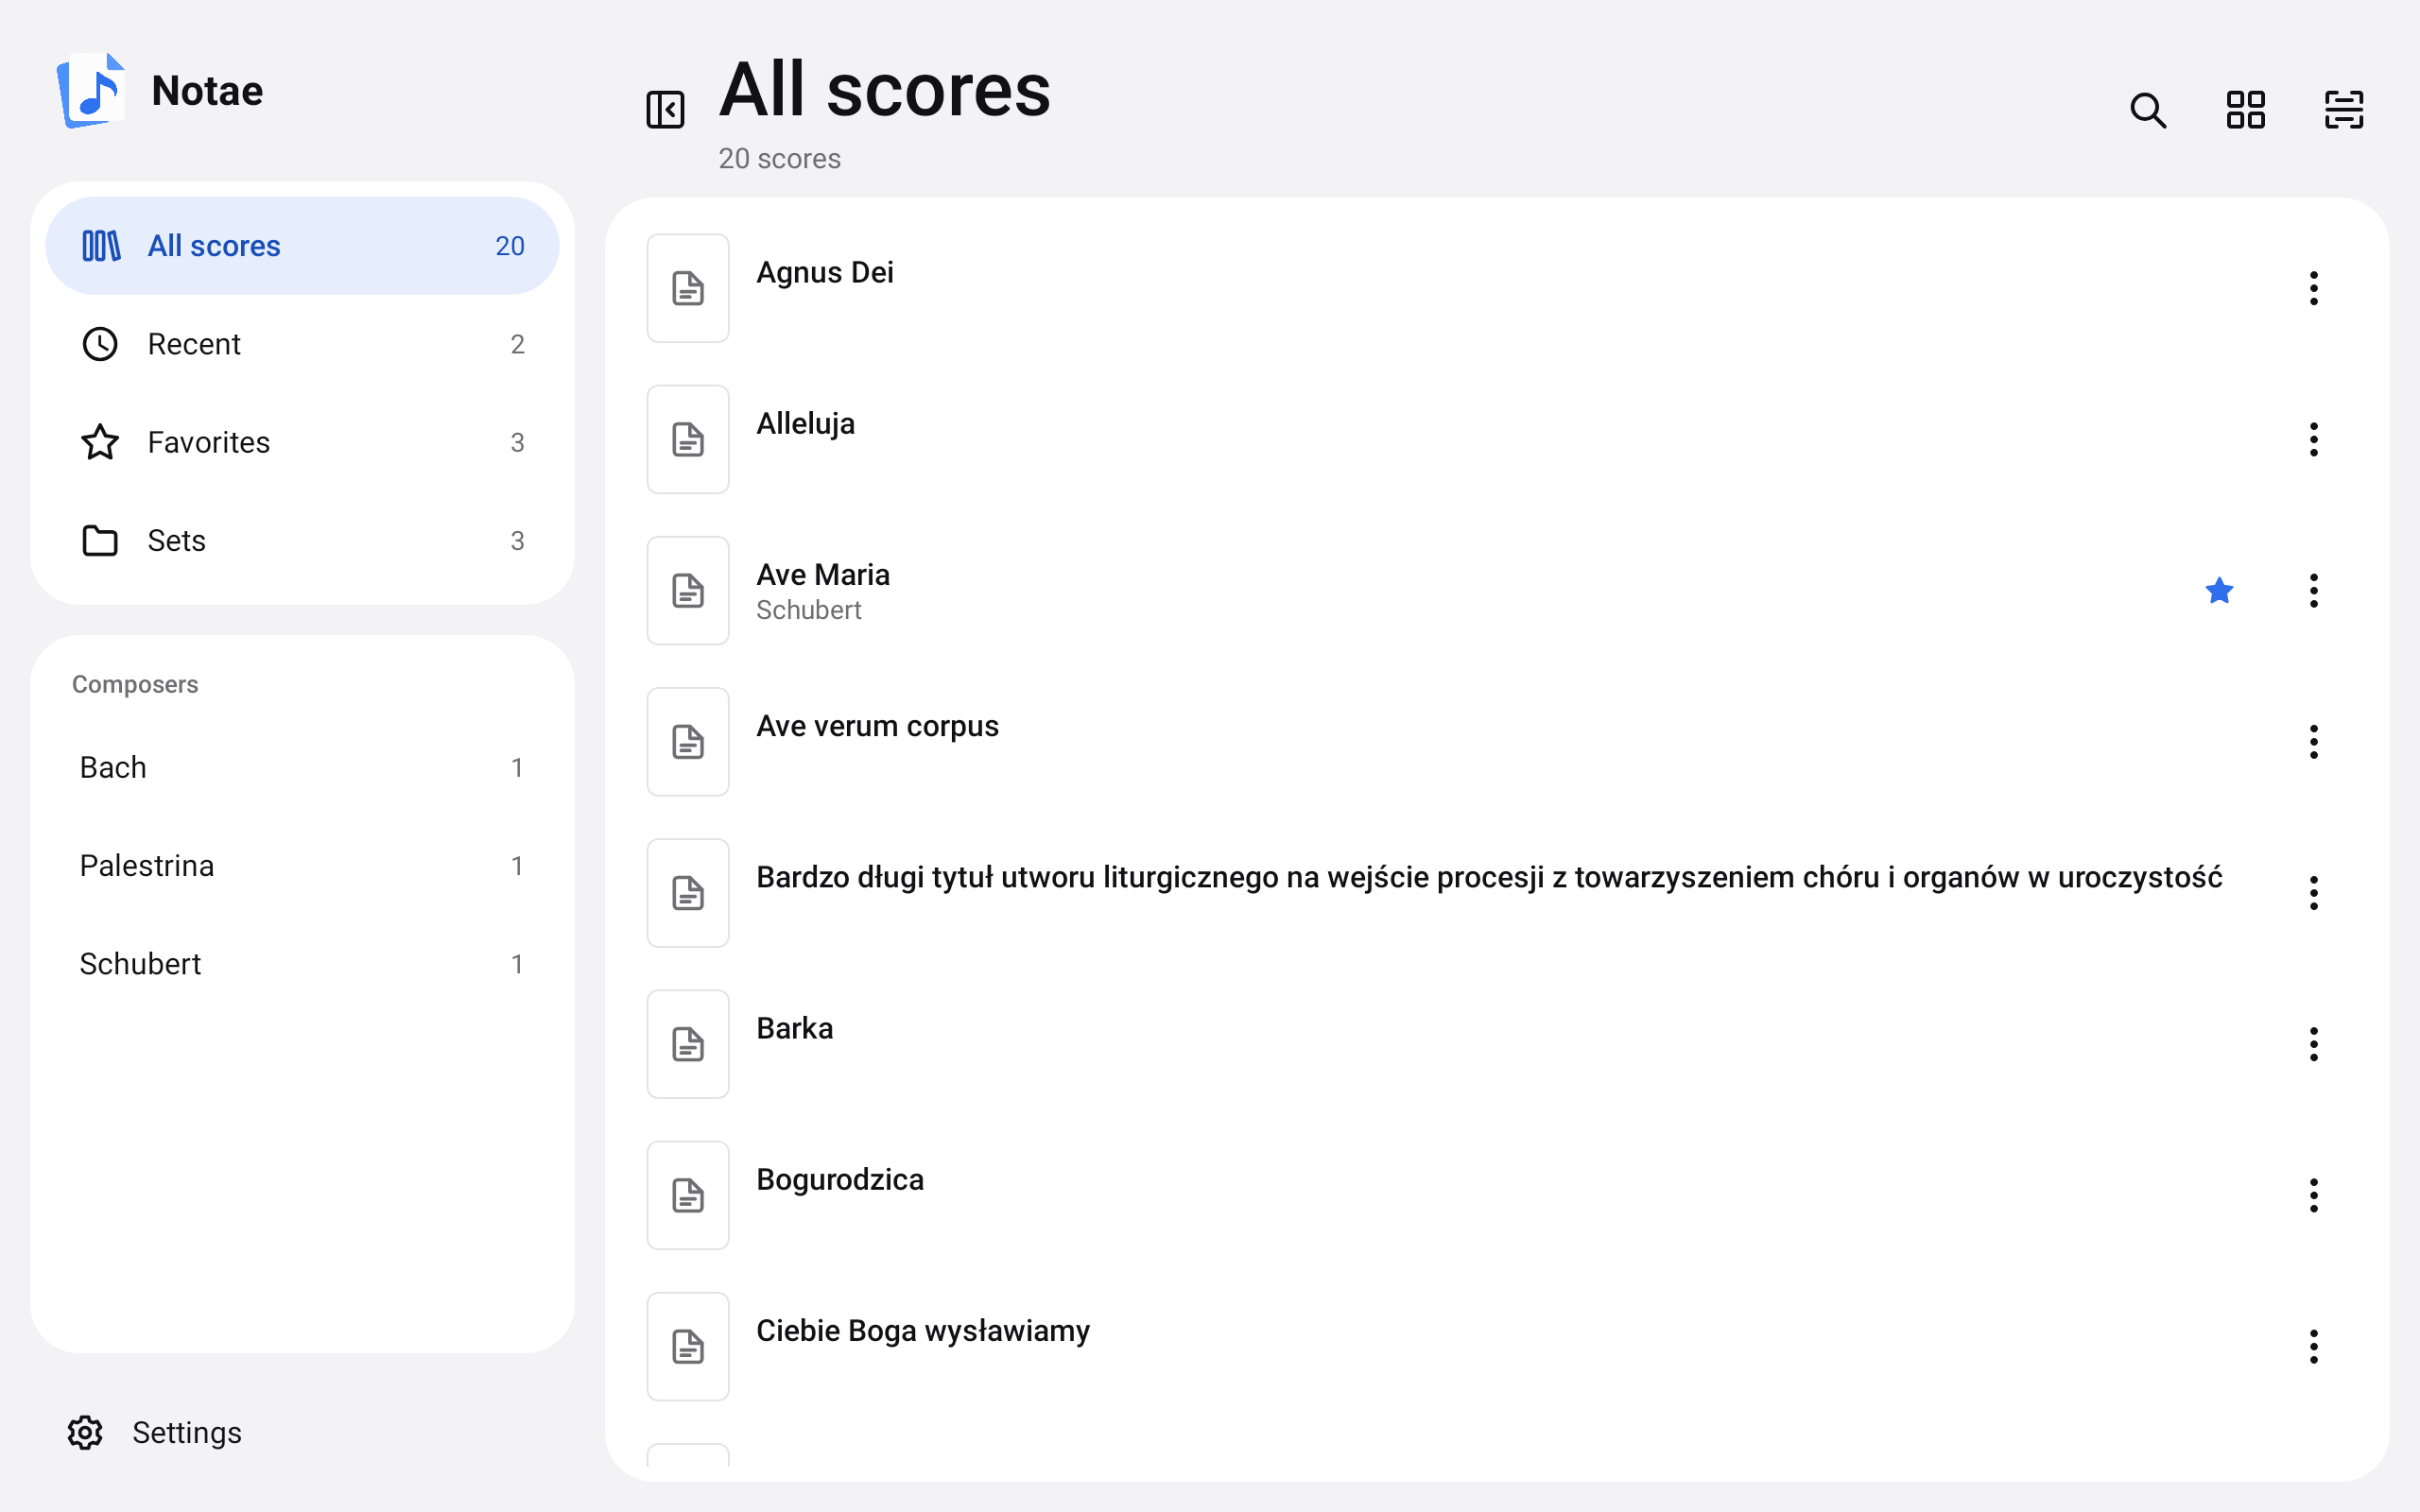 Notae
All scores
20 scores
All scores 20
Recent 2
Favorites 3
Sets 3
Composers
Bach 1
Palestrina 1
Schubert 1
Settings
Agnus Dei
Alleluja
Ave Maria
Schubert
Ave verum corpus
Bardzo długi tytuł utworu liturgicznego na wejście procesji z towarzyszeniem chóru i organów w uroczystość
Barka
Bogurodzica
Ciebie Boga wysławiamy